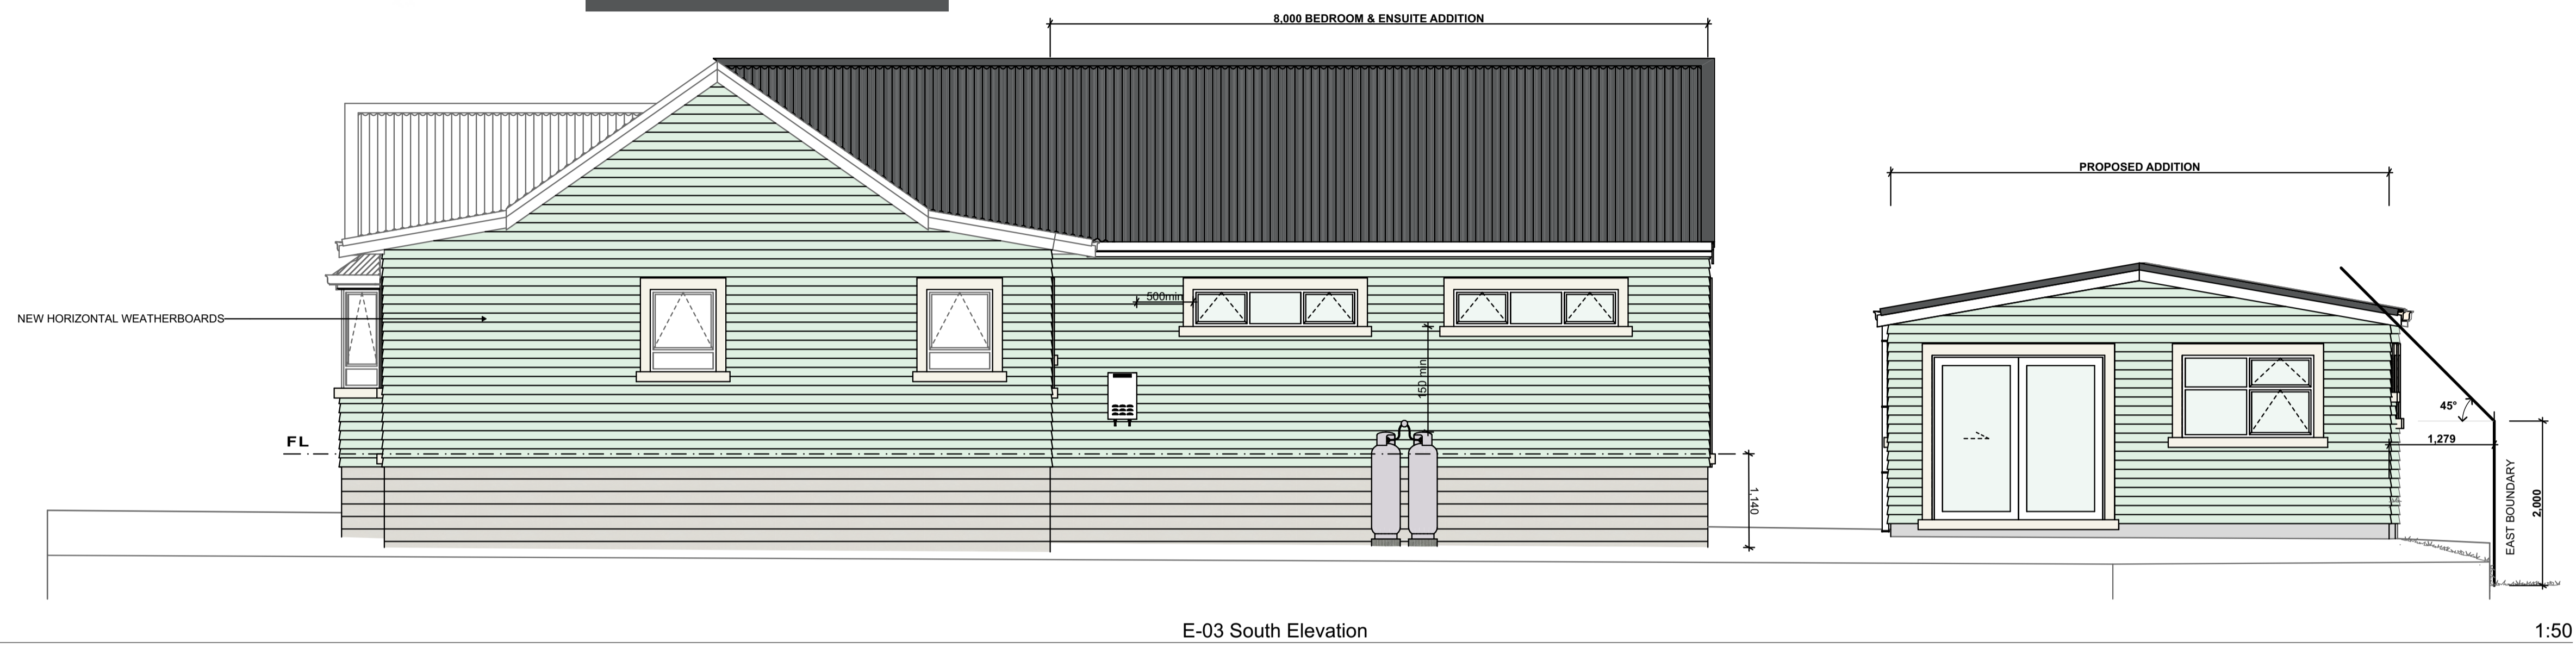 8,000 BEDROOM & ENSUITE ADDITION
PROPOSED ADDITION
500min
NEW HORIZONTAL WEATHERBOARDS
150 min
45°
1,279
FL
1,140
EAST BOUNDARY
2,000
E-03 South Elevation
1:50